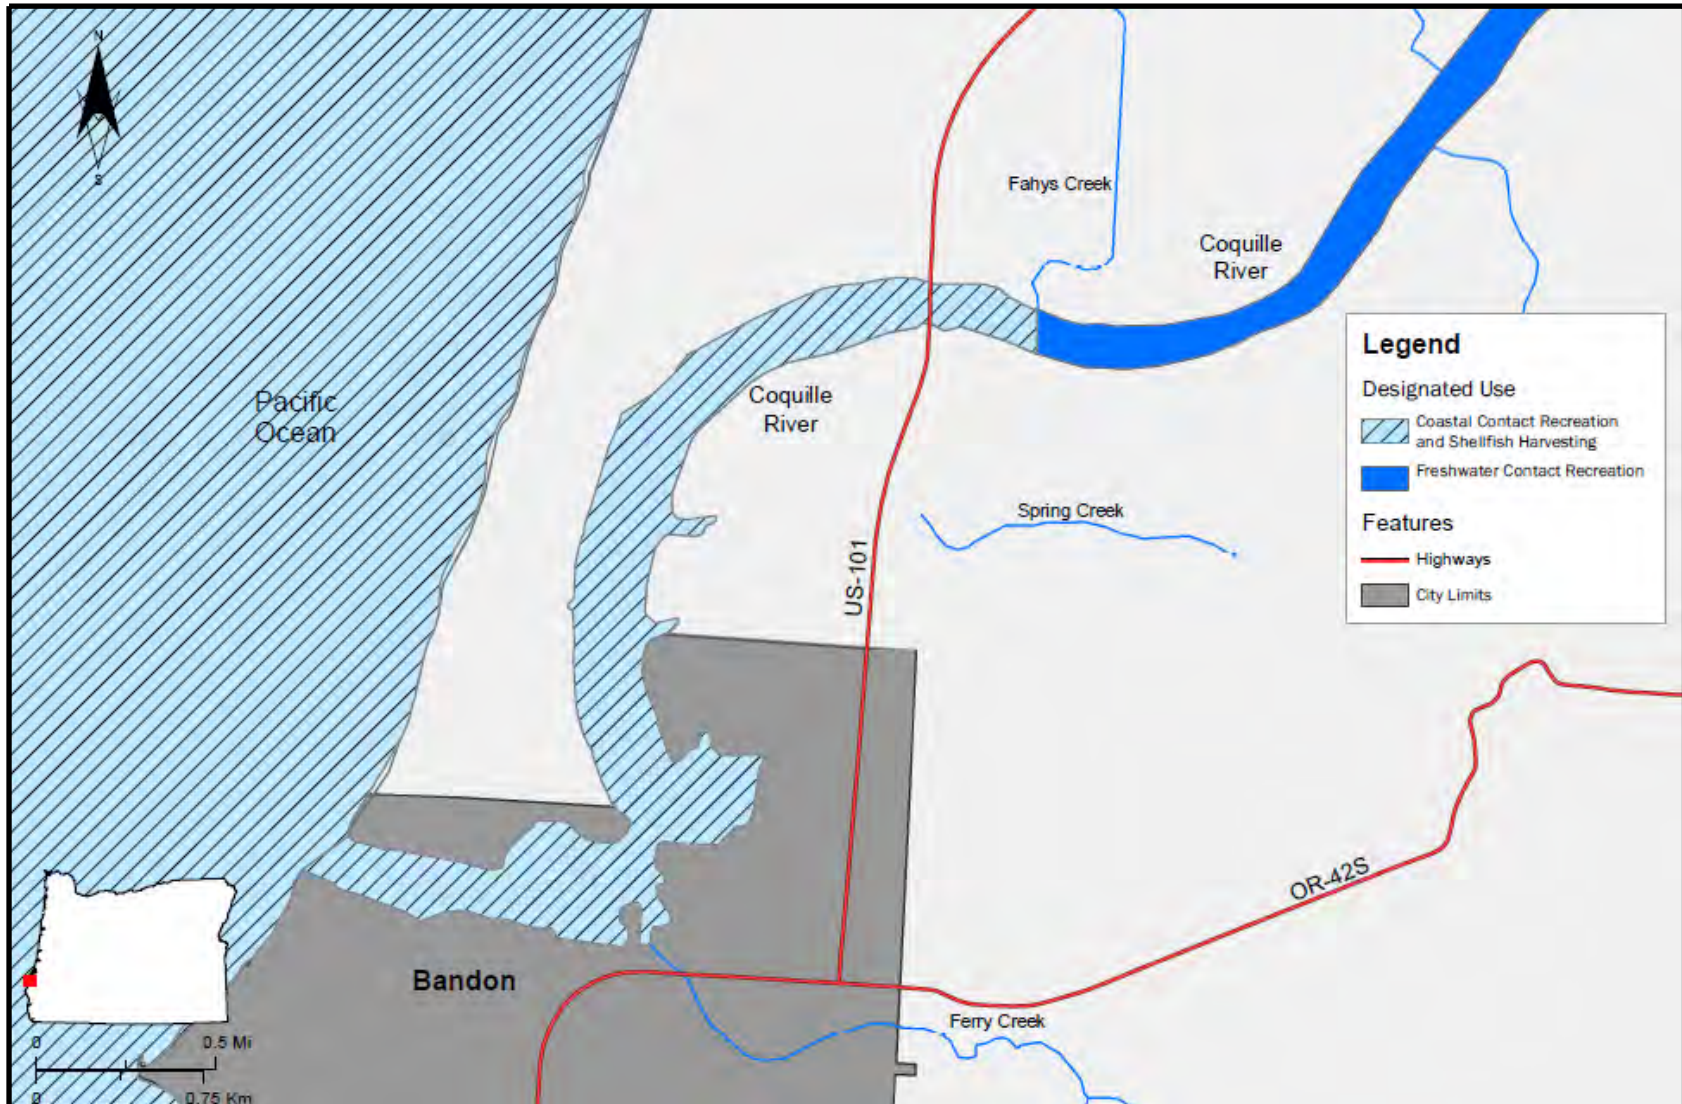 N
S
Fahys Creek
Coquille
River
Legend
Designated Use
Coastal Contact Recreation
and Shellfish Harvesting
Freshwater Contact Recreation
Features
Highways
City Limits
Pacific
Ocean
Coquille
River
Spring Creek
US-101
OR-42S
Bandon
Ferry Creek
0 0.5 Mi
0 0.75 Km